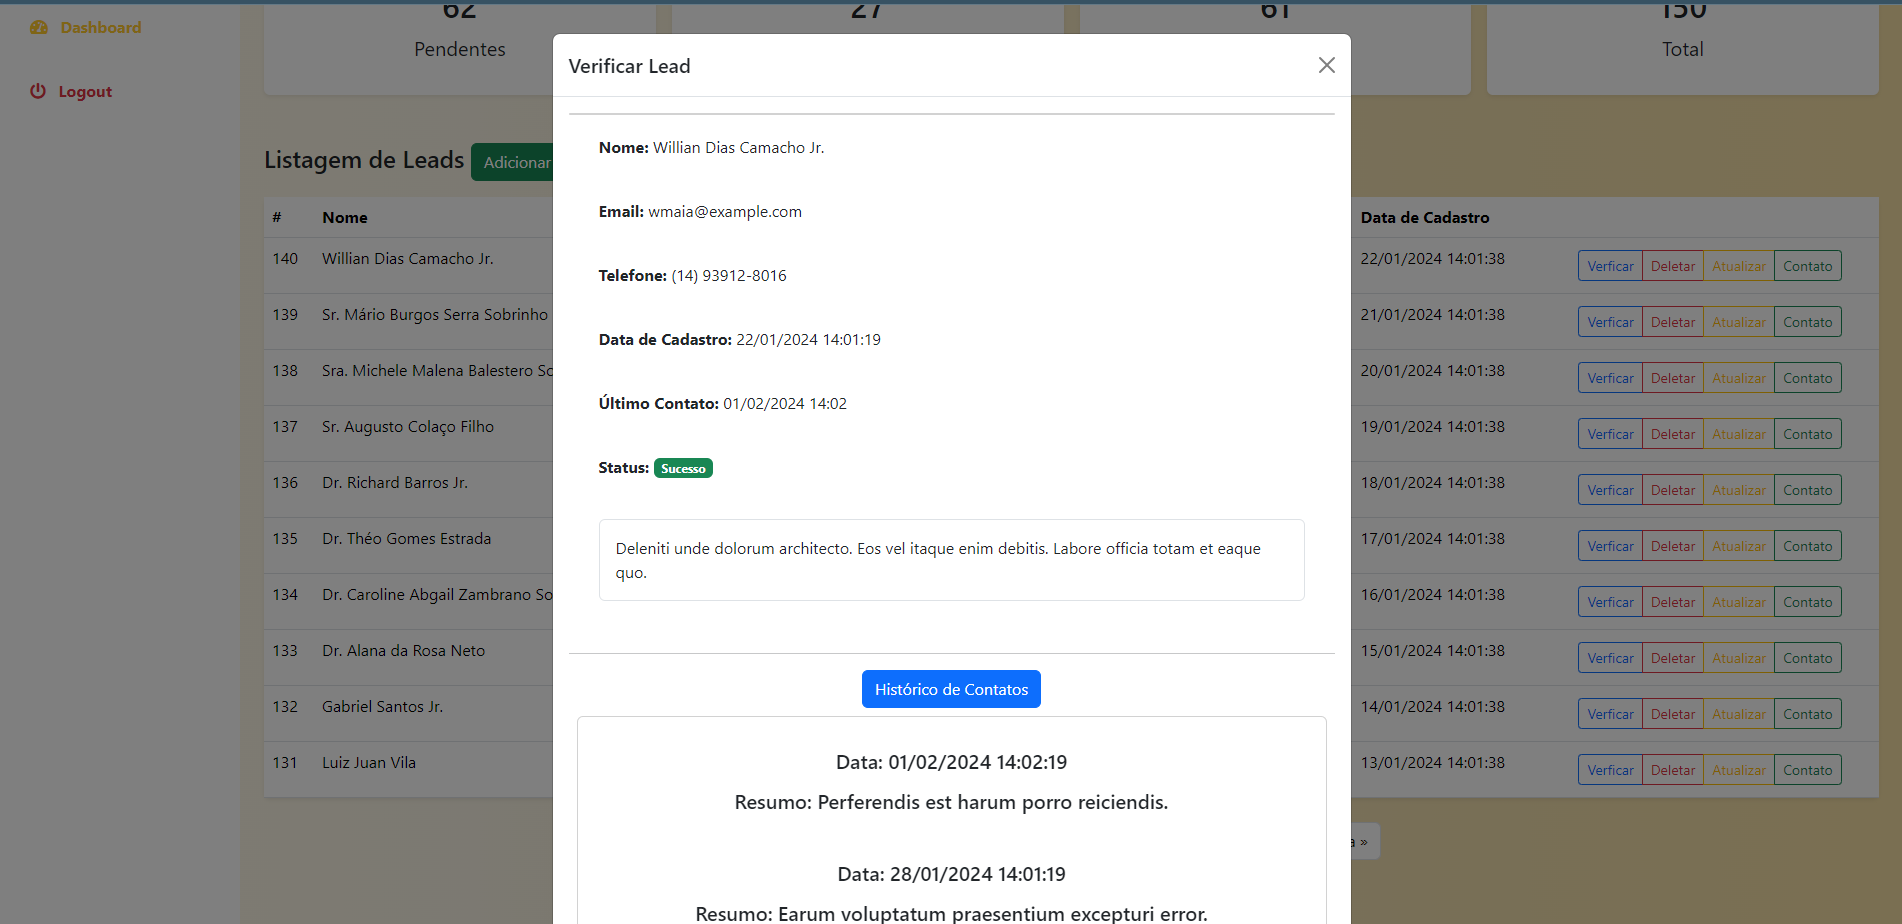 Dashboard
Logout
62
Pendentes
27
61
150
Total
Listagem de Leads
Adicionar
# Nome Data de Cadastro
140 Willian Dias Camacho Jr. 22/01/2024 14:01:38 Verficar Deletar Atualizar Contato
139 Sr. Mário Burgos Serra Sobrinho 21/01/2024 14:01:38 Verficar Deletar Atualizar Contato
138 Sra. Michele Malena Balestero So 20/01/2024 14:01:38 Verficar Deletar Atualizar Contato
137 Sr. Augusto Colaço Filho 19/01/2024 14:01:38 Verficar Deletar Atualizar Contato
136 Dr. Richard Barros Jr. 18/01/2024 14:01:38 Verficar Deletar Atualizar Contato
135 Dr. Théo Gomes Estrada 17/01/2024 14:01:38 Verficar Deletar Atualizar Contato
134 Dr. Caroline Abgail Zambrano So 16/01/2024 14:01:38 Verficar Deletar Atualizar Contato
133 Dr. Alana da Rosa Neto 15/01/2024 14:01:38 Verficar Deletar Atualizar Contato
132 Gabriel Santos Jr. 14/01/2024 14:01:38 Verficar Deletar Atualizar Contato
131 Luiz Juan Vila 13/01/2024 14:01:38 Verficar Deletar Atualizar Contato
a »
Verificar Lead
Nome: Willian Dias Camacho Jr.
Email: wmaia@example.com
Telefone: (14) 93912-8016
Data de Cadastro: 22/01/2024 14:01:19
Último Contato: 01/02/2024 14:02
Status: Sucesso
Deleniti unde dolorum architecto. Eos vel itaque enim debitis. Labore officia totam et eaque
quo.
Histórico de Contatos
Data: 01/02/2024 14:02:19
Resumo: Perferendis est harum porro reiciendis.
Data: 28/01/2024 14:01:19
Resumo: Earum voluptatum praesentium excepturi error.